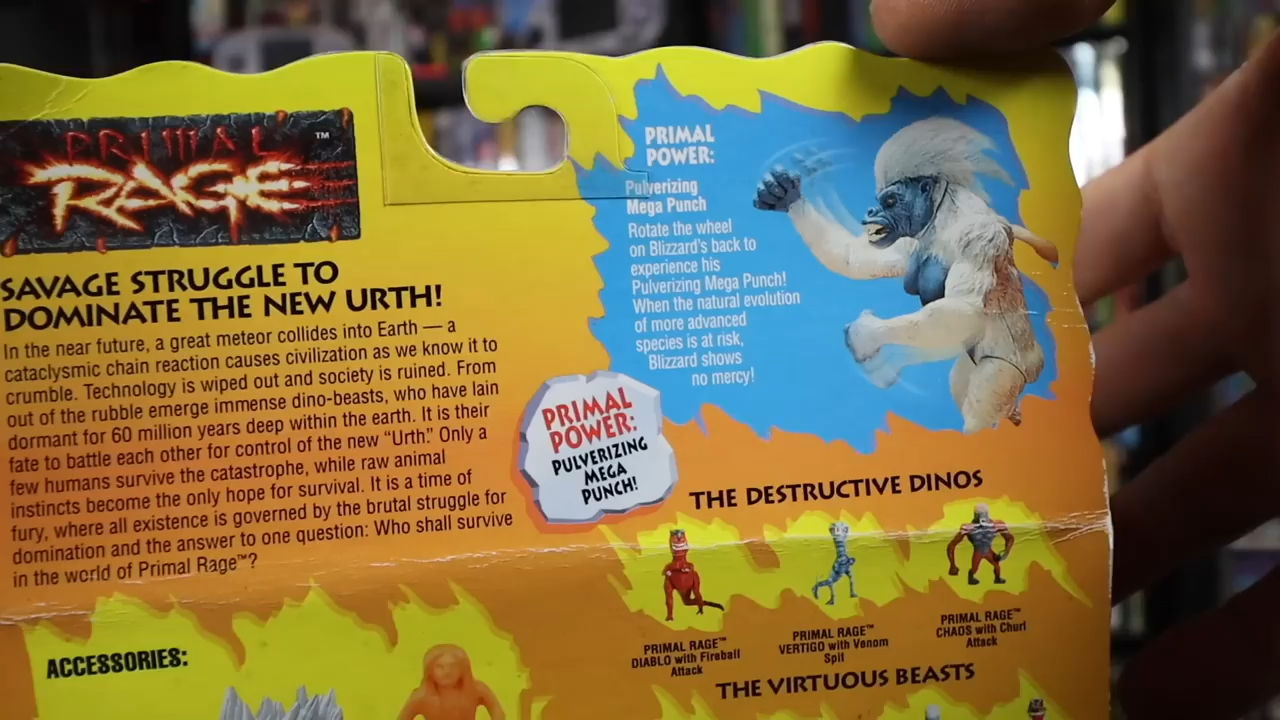 PRIMAL
RAGE
TM
SAVAGE STRUGGLE TO
DOMINATE THE NEW URTH!
In the near future, a great meteor collides into Earth — a
cataclysmic chain reaction causes civilization as we know it to
crumble. Technology is wiped out and society is ruined. From
out of the rubble emerge immense dino-beasts, who have lain
dormant for 60 million years deep within the earth. It is their
fate to battle each other for control of the new "Urth." Only a
few humans survive the catastrophe, while raw animal
instincts become the only hope for survival. It is a time of
fury, where all existence is governed by the brutal struggle for
domination and the answer to one question: Who shall survive
in the world of Primal Rage™?
ACCESSORIES:
PRIMAL
POWER:
Pulverizing
Mega Punch
Rotate the wheel
on Blizzard's back to
experience his
Pulverizing Mega Punch!
When the natural evolution
of more advanced
species is at risk,
Blizzard shows
no mercy!
PRIMAL
POWER:
PULVERIZING
MEGA
PUNCH!
THE DESTRUCTIVE DINOS
PRIMAL RAGE™
DIABLO with Fireball
Attack
PRIMAL RAGE™
VERTIGO with Venom
Spit
PRIMAL RAGE™
CHAOS with Churl
Attack
THE VIRTUOUS BEASTS